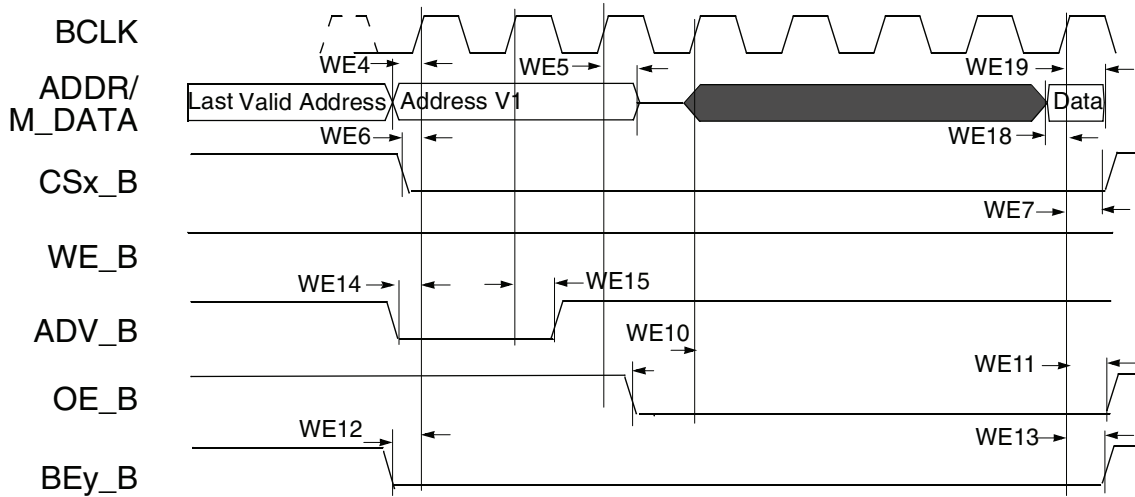 BCLK
WE4
WE5
WE19
ADDR/
M_DATA
Last Valid Address
Address V1
Data
WE6
WE18
CSx_B
WE7
WE_B
WE14
WE15
ADV_B
WE10
WE11
OE_B
WE12
WE13
BEy_B